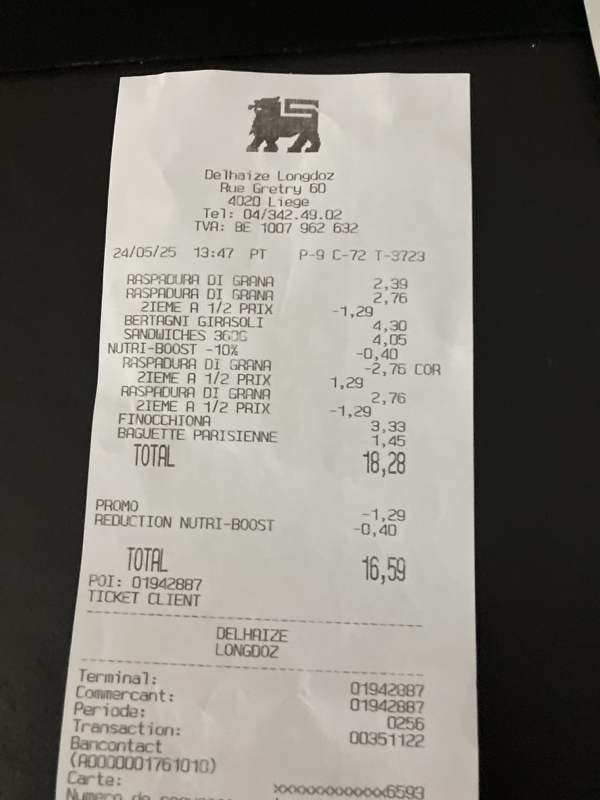 Delhaize Longdoz
Rue Gretry 60
4020 Liege
Tel: 04/342.49.02
TVA: BE 1007 962 632
24/05/25 13:47 PT P-9 C-72 T-3723
RASPADURA DI GRANA 2,39
RASPADURA DI GRANA 2,76
2IEME A 1/2 PRIX -1,29
BERTAGNI GIRASOLI 4,30
SANDWICHES 360G 4,05
NUTRI-BOOST -10% -0,40
RASPADURA DI GRANA -2,76 COR
2IEME A 1/2 PRIX 1,29
RASPADURA DI GRANA 2,76
2IEME A 1/2 PRIX -1,29
FINOCCHIONA 3,33
BAGUETTE PARISIENNE 1,45
TOTAL 18,28
PROMO -1,29
REDUCTION NUTRI-BOOST -0,40
TOTAL 16,59
POI: 01942887
TICKET CLIENT
DELHAIZE
LONGDOZ
Terminal: 01942887
Commercant: 01942887
Periode: 0256
Transaction: 00351122
Bancontact
(A0000001761010)
Carte: xxxxxxxxxxxx6593
Numero de